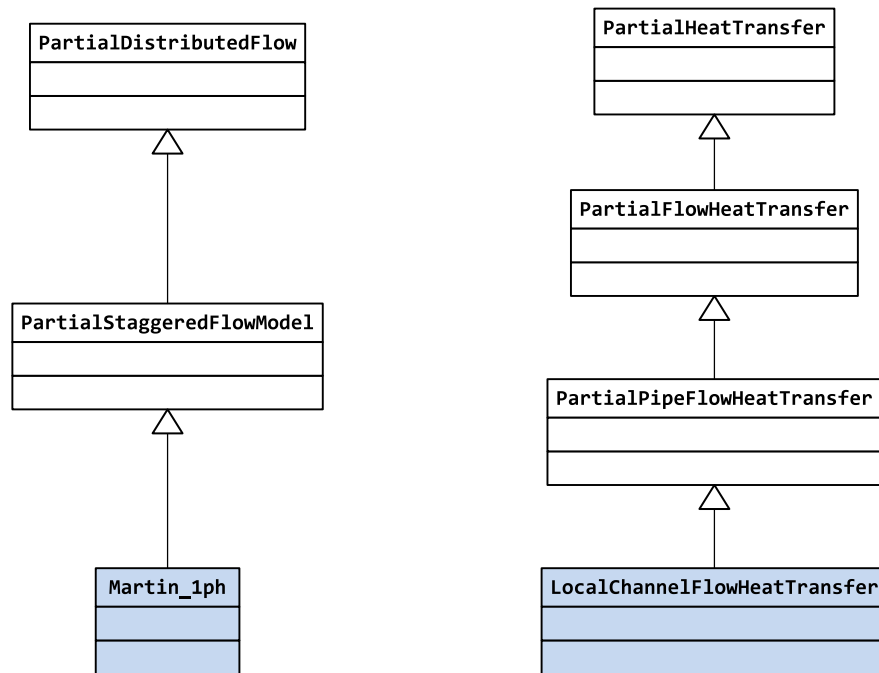 PartialDistributedFlow
PartialStaggeredFlowModel
Martin_1ph
PartialHeatTransfer
PartialFlowHeatTransfer
PartialPipeFlowHeatTransfer
LocalChannelFlowHeatTransfer